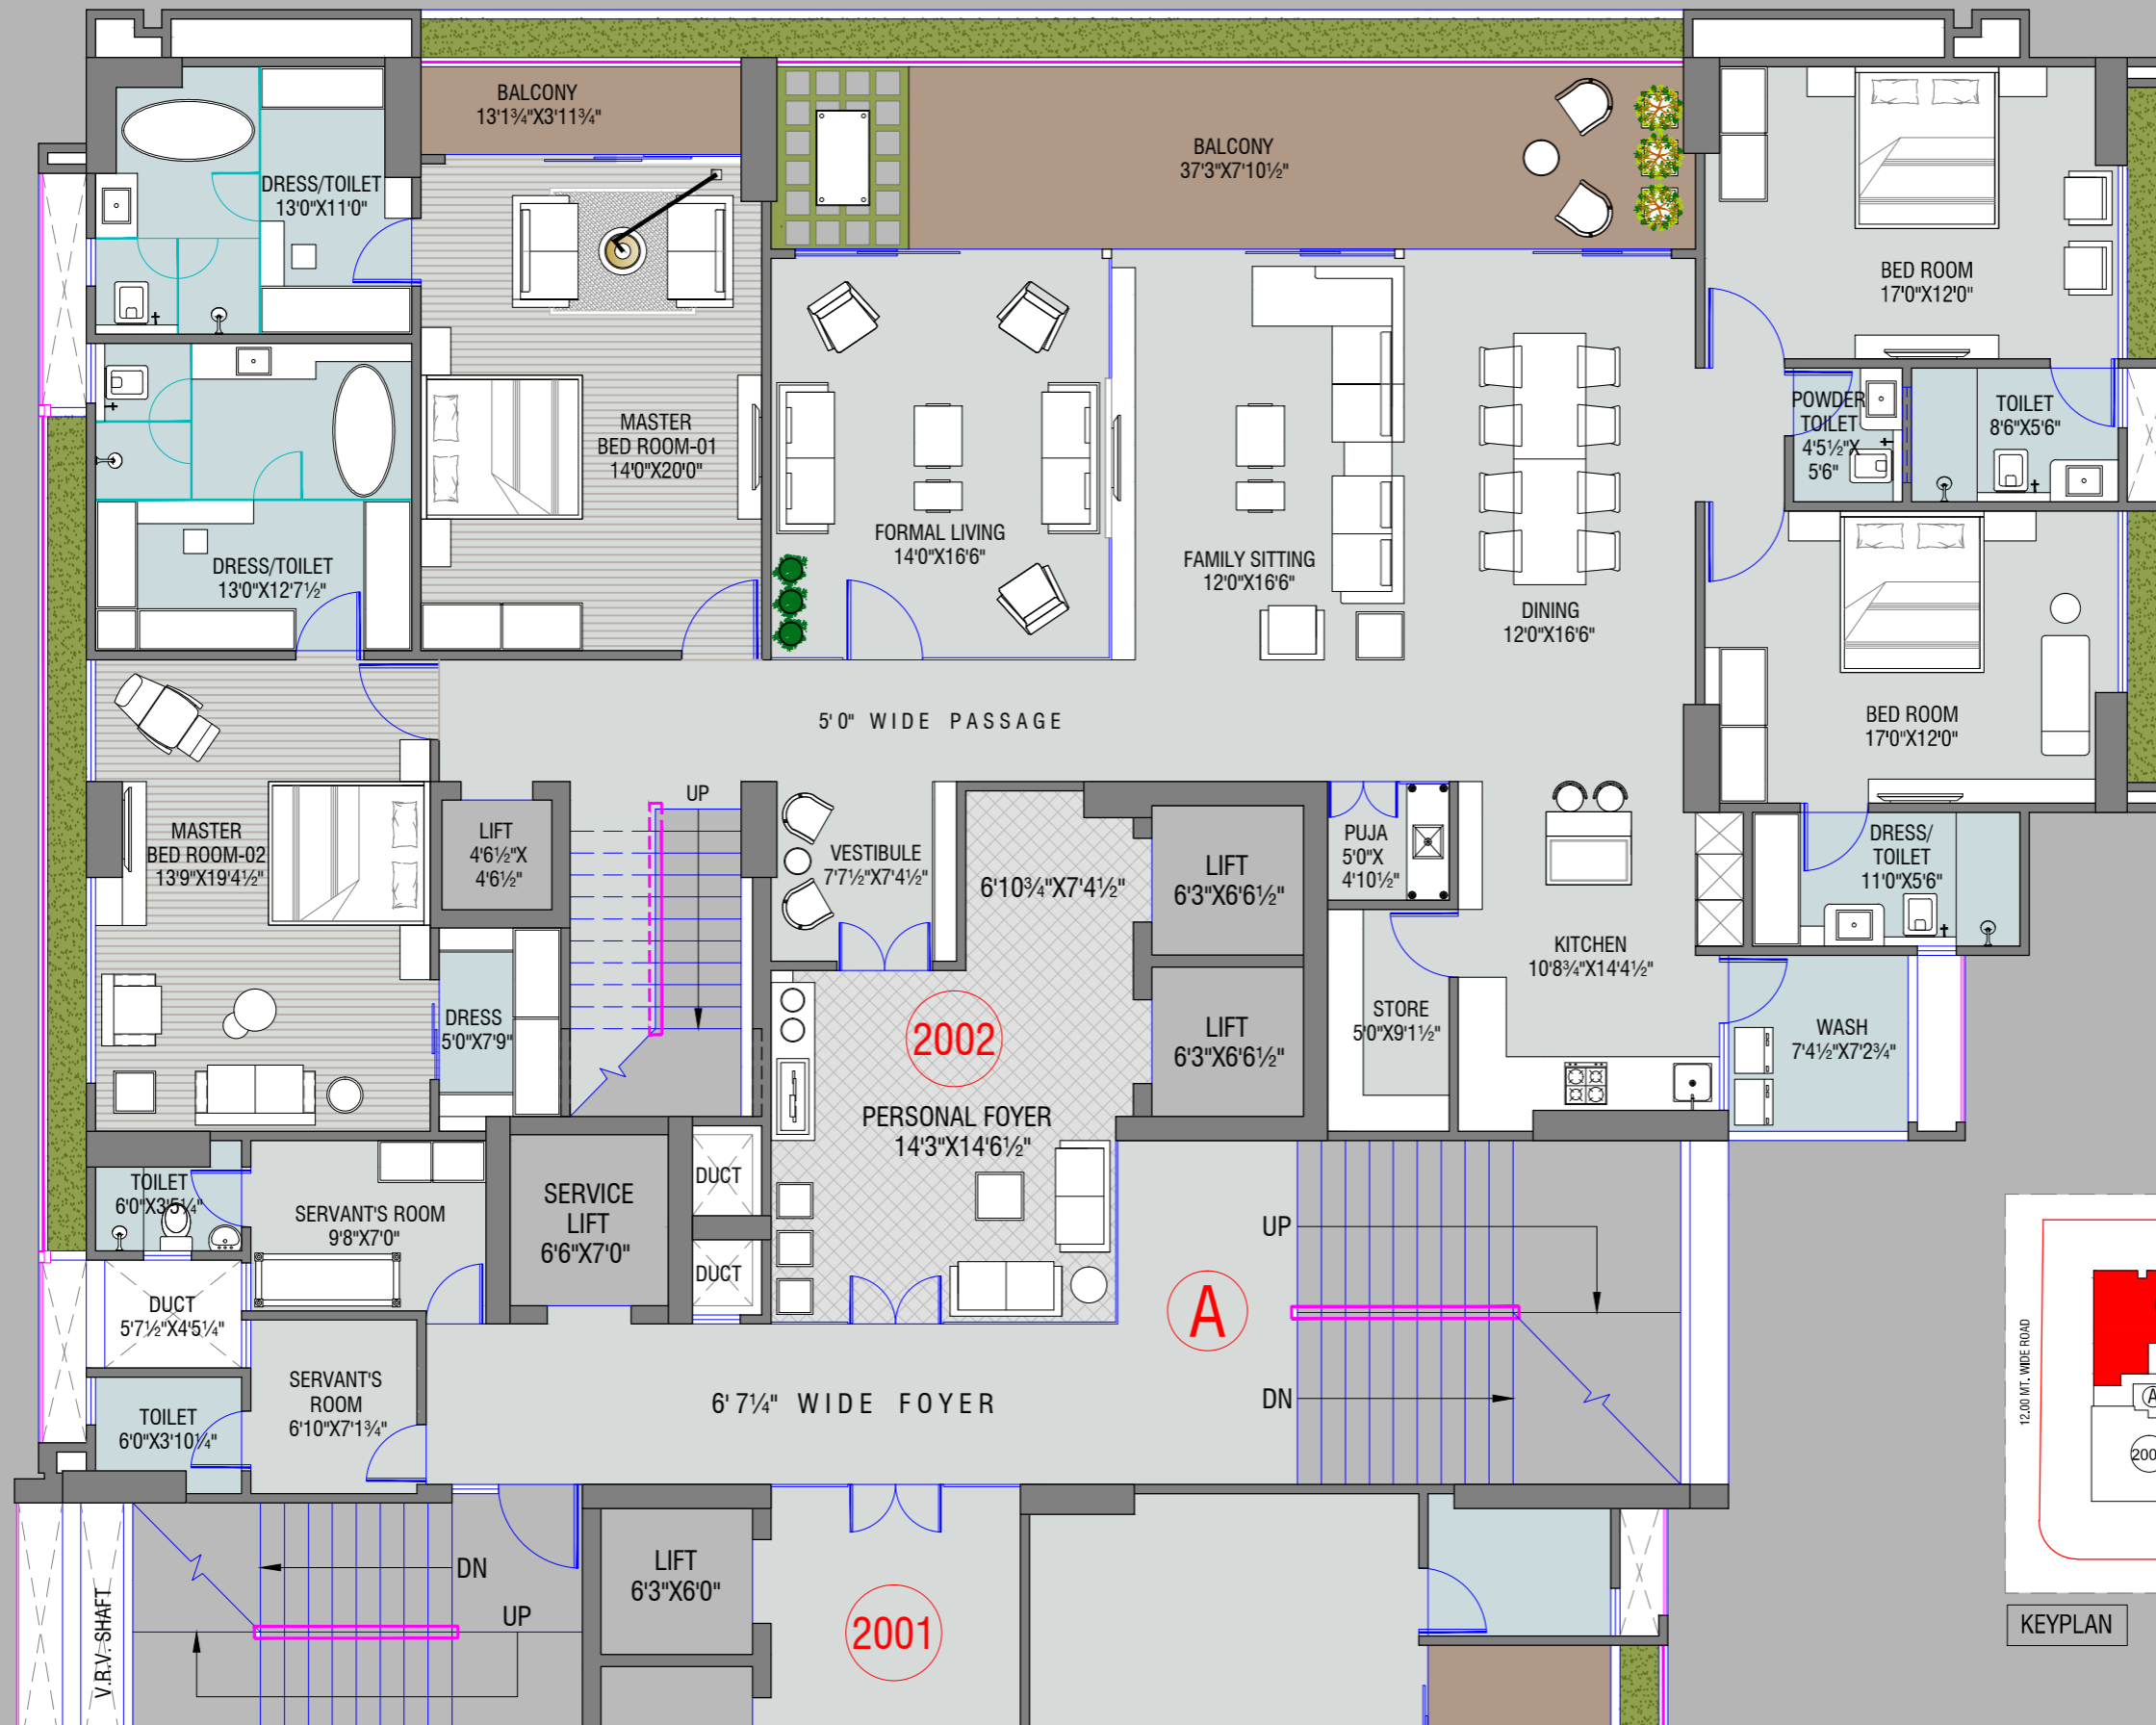 BALCONY
13'1¾"X3'11¾"
BALCONY
37'3"X7'10½"
DRESS/TOILET
13'0"X11'0"
BED ROOM
17'0"X12'0"
MASTER
BED ROOM-01
14'0"X20'0"
POWDER
TOILET
4'5½"X
5'6"
TOILET
8'6"X5'6"
FORMAL LIVING
14'0"X16'6"
FAMILY SITTING
12'0"X16'6"
DINING
12'0"X16'6"
DRESS/TOILET
13'0"X12'7½"
5'0" WIDE PASSAGE
BED ROOM
17'0"X12'0"
UP
MASTER
BED ROOM-02
13'9"X19'4½"
LIFT
4'6½"X
4'6½"
VESTIBULE
7'7½"X7'4½"
6'10¾"X7'4½"
LIFT
6'3"X6'6½"
PUJA
5'0"X
4'10½"
DRESS/
TOILET
11'0"X5'6"
KITCHEN
10'8¾"X14'4½"
DRESS
5'0"X7'9"
2002
LIFT
6'3"X6'6½"
STORE
5'0"X9'1½"
WASH
7'4½"X7'2¾"
PERSONAL FOYER
14'3"X14'6½"
TOILET
6'0"X3'5¼"
SERVANT'S ROOM
9'8"X7'0"
SERVICE
LIFT
6'6"X7'0"
DUCT
DUCT
UP
A
DN
DUCT
5'7½"X4'5¼"
SERVANT'S
ROOM
6'10"X7'1¾"
6' 7¼" WIDE FOYER
TOILET
6'0"X3'10¼"
12.00 MT. WIDE ROAD
A
200
KEYPLAN
DN
UP
V.R.V. SHAFT
LIFT
6'3"X6'0"
2001